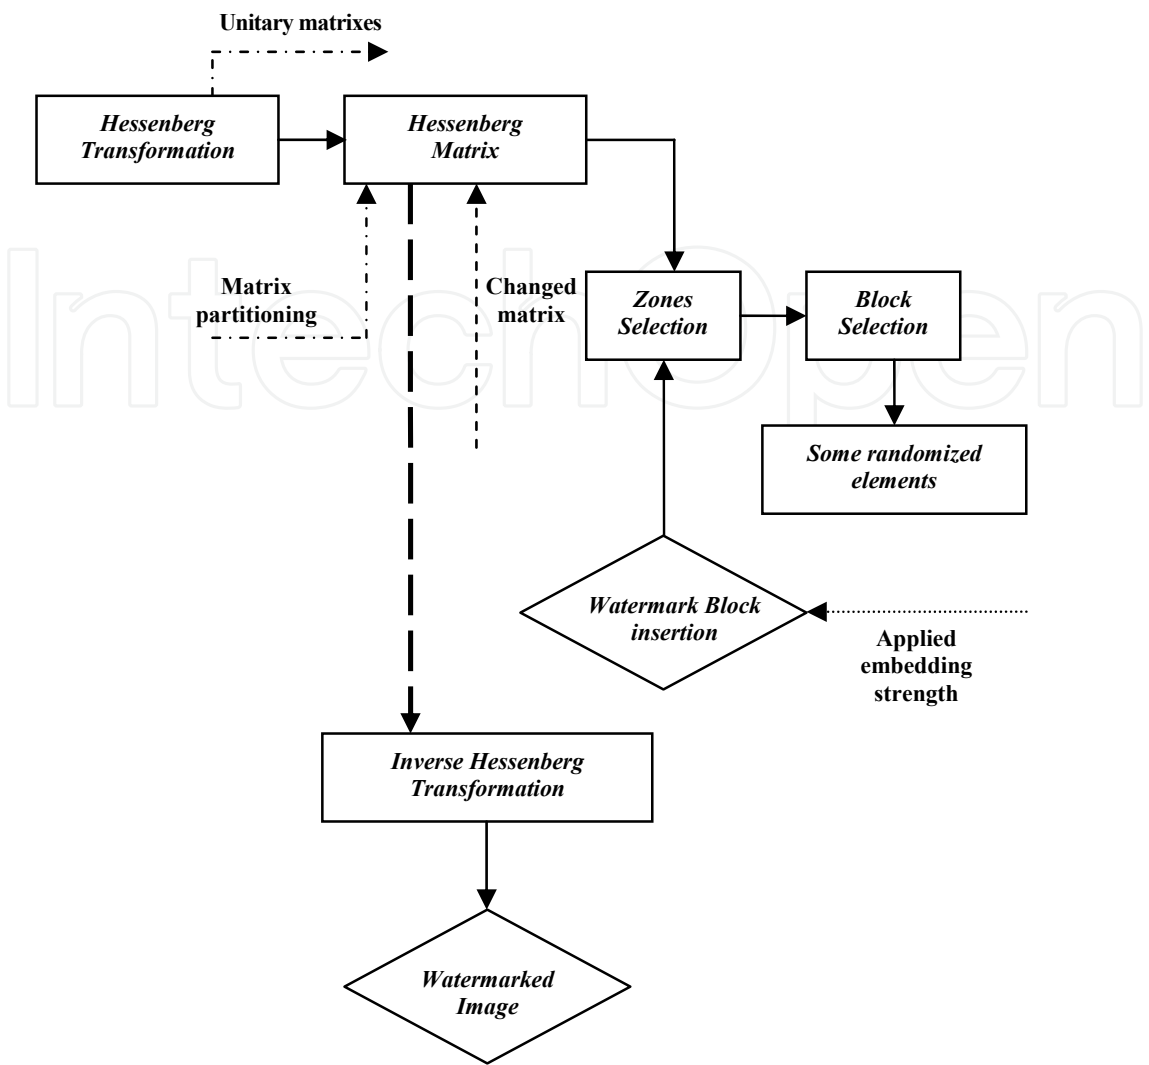 Unitary matrixes
Hessenberg
Transformation
Hessenberg
Matrix
Matrix
partitioning
Changed
matrix
Zones
Selection
Block
Selection
Some randomized
elements
Watermark Block
insertion
Applied
embedding
strength
Inverse Hessenberg
Transformation
Watermarked
Image
IntechOpen